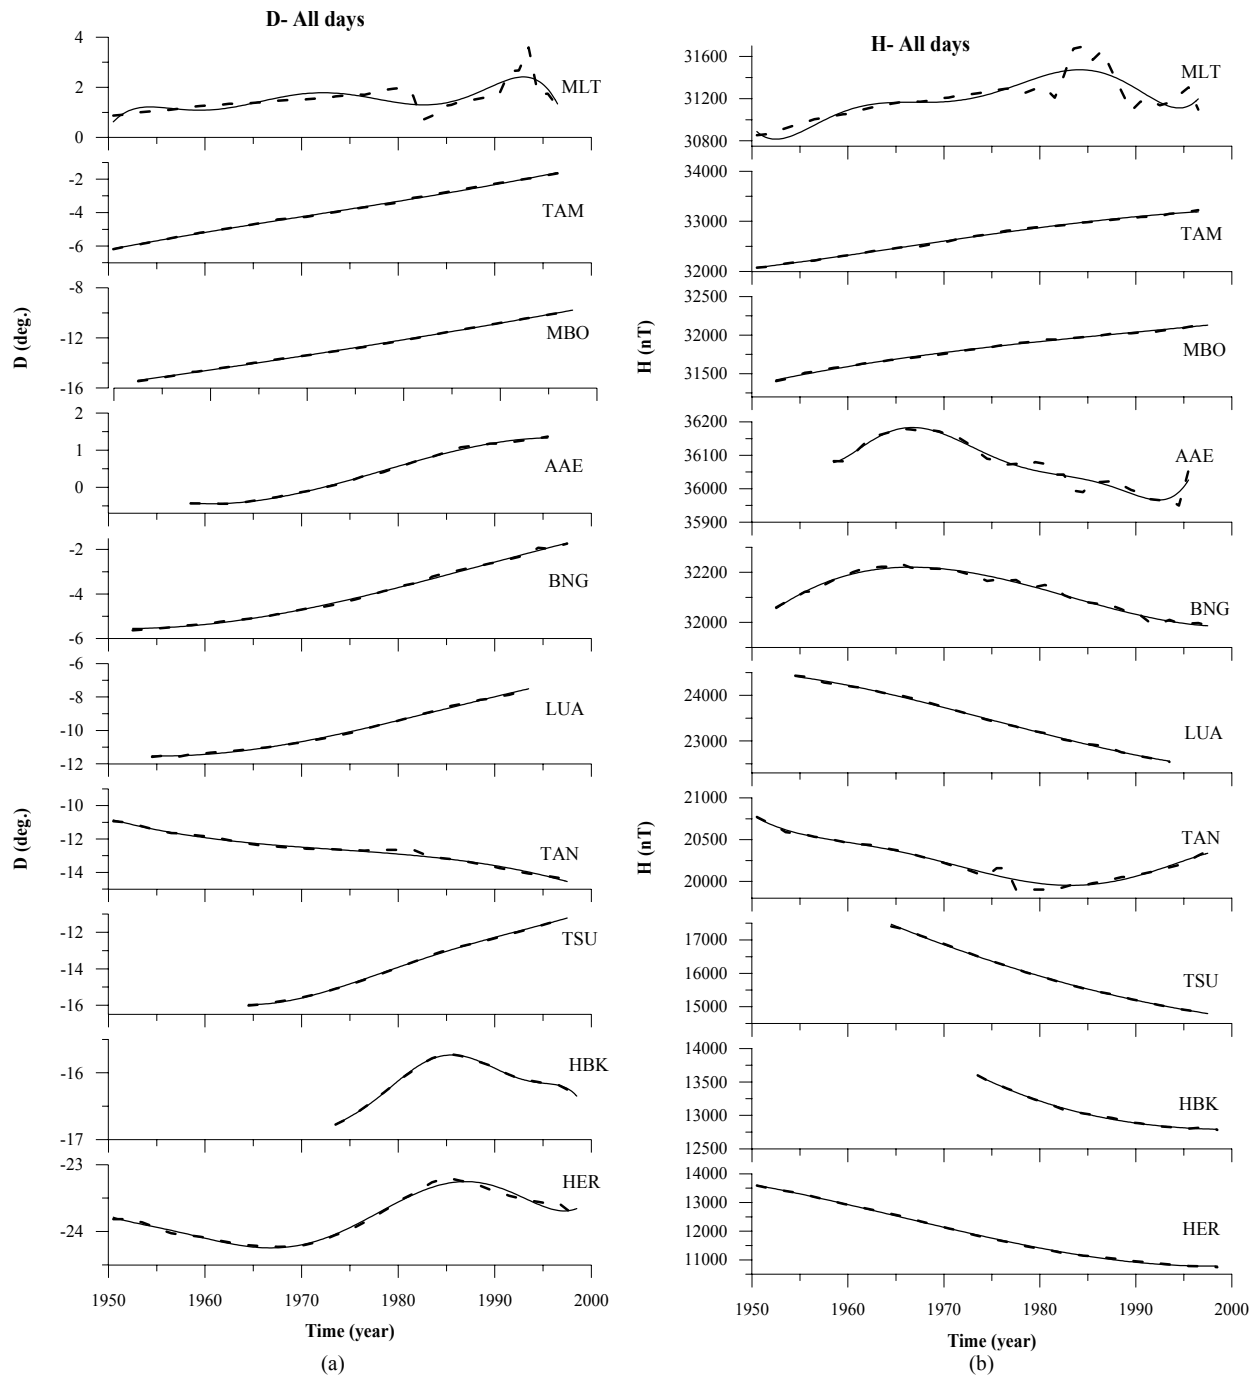 D- All days
4
2
0
MLT
-2
-4
-6
TAM
-8
-12
-16
MBO
D (deg.)
2
1
0
AAE
-2
-4
-6
BNG
-6
-8
-10
-12
LUA
-10
-12
-14
TAN
D (deg.)
-12
-14
-16
TSU
-16
-17
HBK
-23
-24
HER
1950 1960 1970 1980 1990 2000
Time (year)
(a)
H- All days
31600
31200
30800
MLT
34000
33000
32000
TAM
32500
32000
31500
MBO
H (nT)
36200
36100
36000
35900
AAE
32200
32000
BNG
24000
23000
LUA
21000
20500
20000
TAN
H (nT)
17000
16000
15000
TSU
14000
13500
13000
12500
HBK
14000
13000
12000
11000
HER
1950 1960 1970 1980 1990 2000
Time (year)
(b)